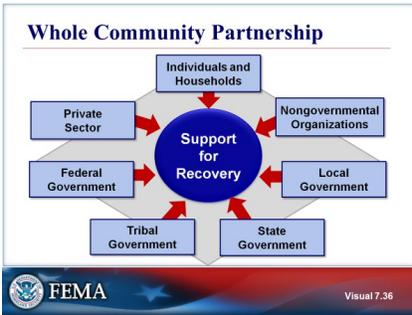 Whole Community Partnership
Individuals and
Households
Private
Sector
Nongovernmental
Organizations
Support
for
Recovery
Federal
Government
Local
Government
Tribal
Government
State
Government
FEMA
Visual 7.36